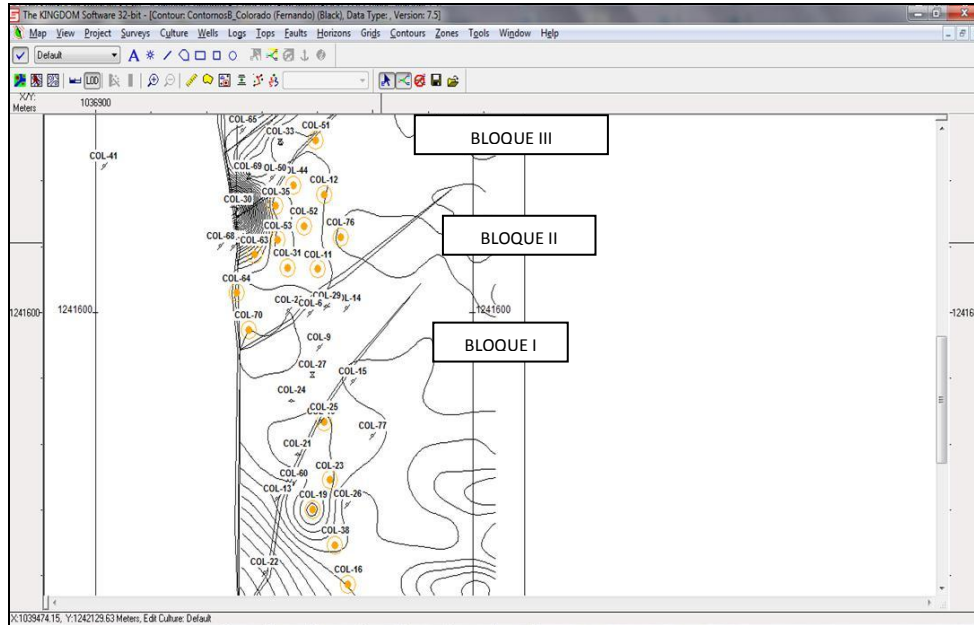 The KINGDOM Software 32-bit - [Contour: ContornosB_Colorado (Fernando) (Black), Data Type: , Version: 7.5]
Map View Project Surveys Culture Wells Logs Tops Faults Horizons Grids Contours Zones Tools Window Help
Default
LOD
X/Y:
Meters
1036900
COL-65
COL-33
COL-51
BLOQUE III
COL-41
COL-69
COL-44
COL-12
COL-30
COL-35
COL-52
COL-76
COL-53
COL-68
COL-63
BLOQUE II
COL-31
COL-11
COL-64
COL-29
COL-6
1241600
1241600
1241600
COL-70
COL-9
BLOQUE I
COL-27
COL-15
COL-24
COL-25
COL-77
COL-21
COL-23
COL-60
COL-13
COL-19
COL-26
COL-38
COL-22
COL-16
X:1039474.15, Y:1242129.63 Meters, Edit Culture: Default